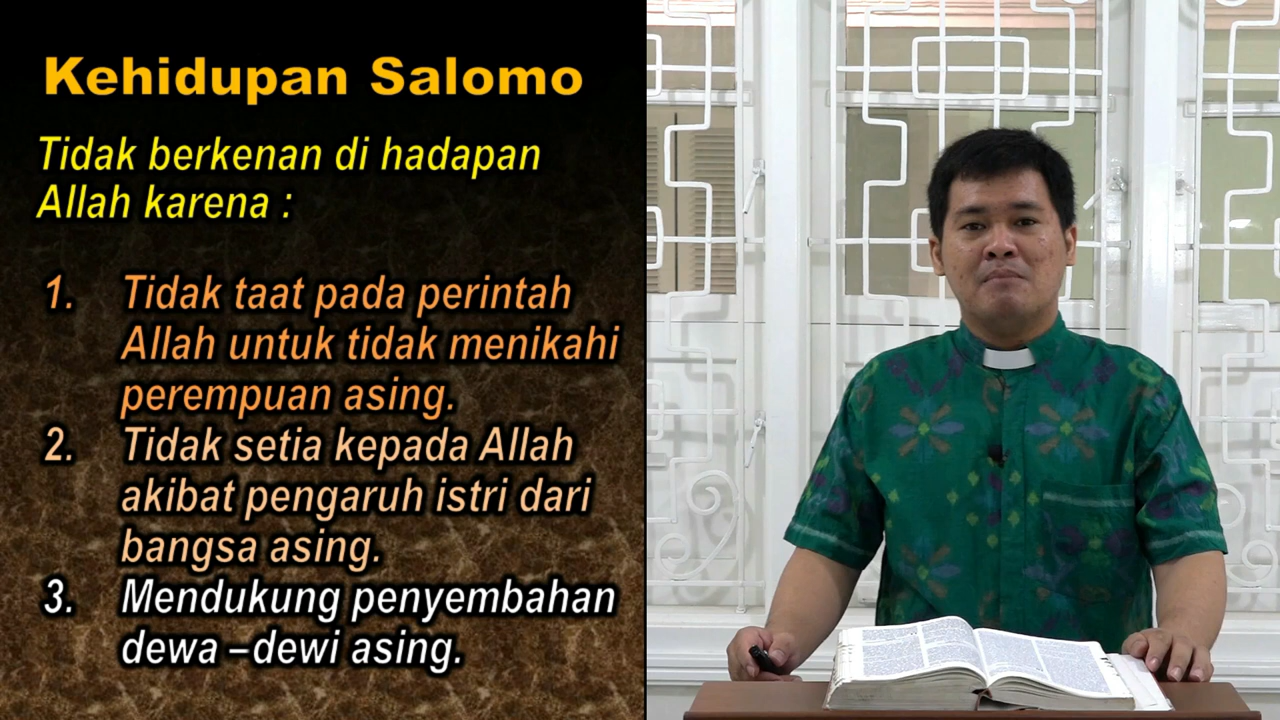 Kehidupan Salomo
Tidak berkenan di hadapan
Allah karena :
1. Tidak taat pada perintah
Allah untuk tidak menikahi
perempuan asing.
2. Tidak setia kepada Allah
akibat pengaruh istri dari
bangsa asing.
3. Mendukung penyembahan
dewa –dewi asing.